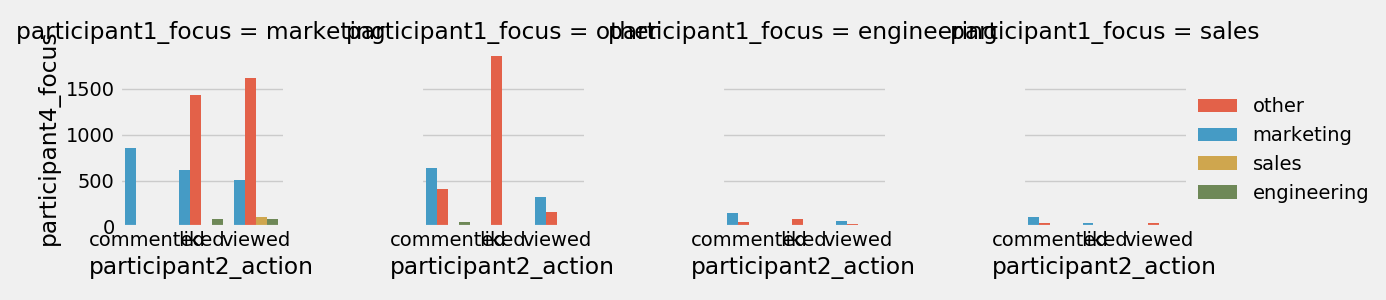 participant1_focus = marketing
participant1_focus = other
participant1_focus = engineering
participant1_focus = sales
participant4_focus
1500
1000
500
0
other
marketing
sales
engineering
commented liked viewed
commented liked viewed
commented liked viewed
commented liked viewed
participant2_action
participant2_action
participant2_action
participant2_action